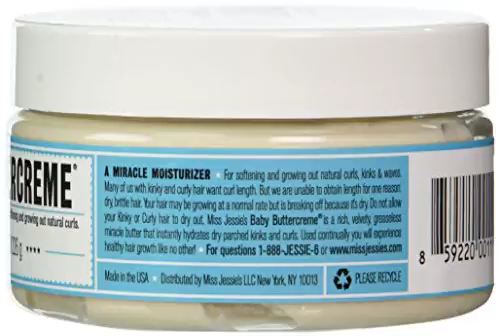 RCREME®
softening and growing out natural curls.
A MIRACLE MOISTURIZER • For softening and growing out natural curls, kinks & waves.
Many of us with kinky and curly hair want curl length. But we are unable to obtain length for one reason:
dry brittle hair. Your hair may be growing at a normal rate but is breaking off because it's dry. Do not allow
your Kinky or Curly hair to dry out. Miss Jessie's Baby Buttercreme® is a rich, velvety, greaseless
miracle butter that instantly hydrates dry parched kinks and curls. Used continually you will experience
healthy hair growth like no other! • For questions 1-888-JESSIE-6 or www.missjessies.com
Made in the USA • Distributed by Miss Jessie's LLC New York, NY 10013
PLEASE RECYCLE
8 59220 001